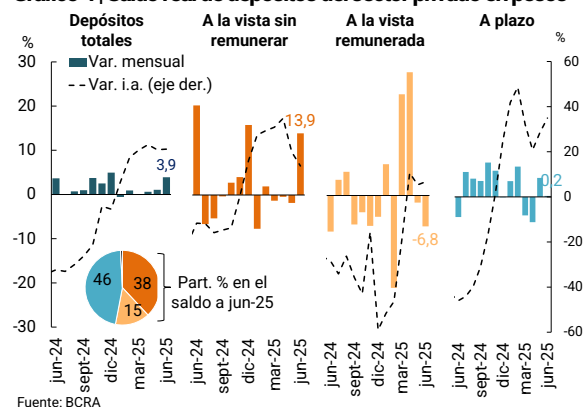 Depósitos totales
A la vista sin remunerar
A la vista remunerada
A plazo
%
%
30
20
10
0
-10
-20
-30
60
40
20
0
-20
-40
-60
Var. mensual
Var. i.a. (eje der.)
3,9
13,9
-6,8
0,2
46
38
15
Part. % en el
saldo a jun-25
jun-24
sept-24
dic-24
mar-25
jun-25
jun-24
sept-24
dic-24
mar-25
jun-25
jun-24
sept-24
dic-24
mar-25
jun-25
jun-24
sept-24
dic-24
mar-25
jun-25
Fuente: BCRA